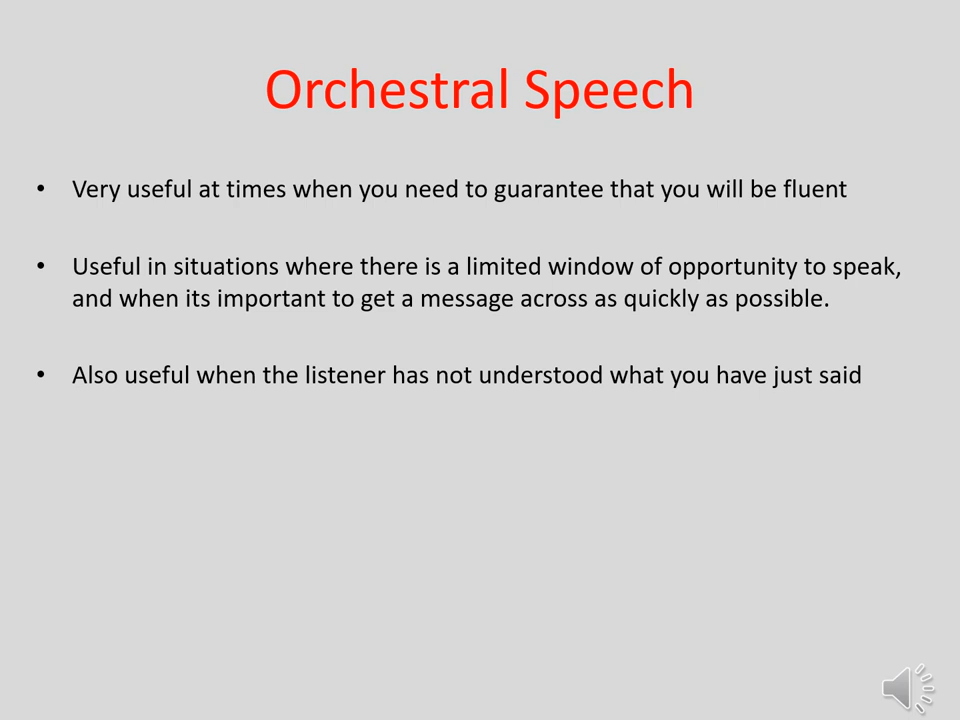 Orchestral Speech
• Very useful at times when you need to guarantee that you will be fluent
• Useful in situations where there is a limited window of opportunity to speak,
and when its important to get a message across as quickly as possible.
• Also useful when the listener has not understood what you have just said